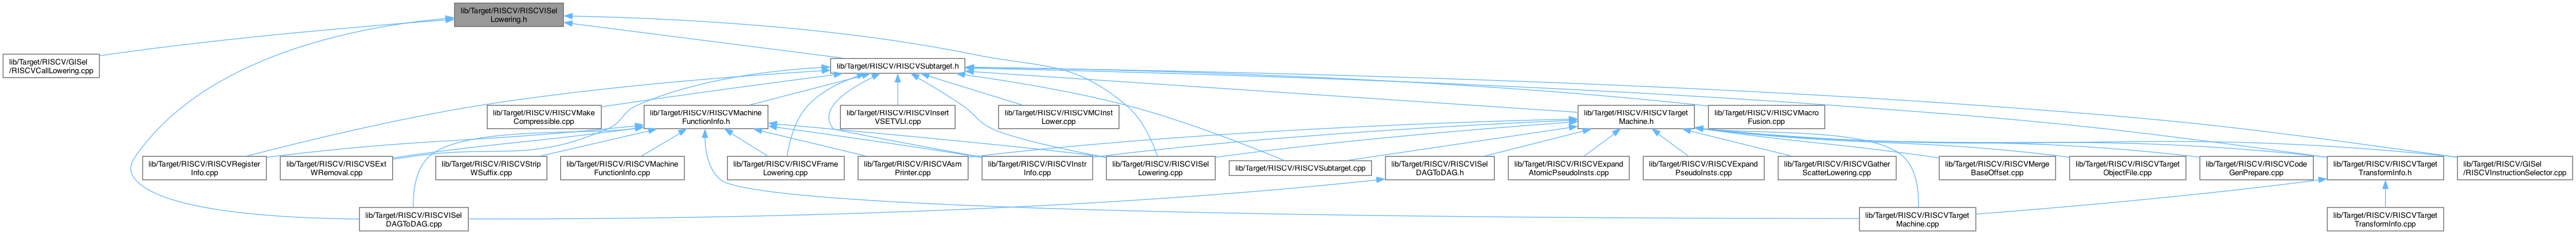 lib/Target/RISCV/RISCVISel
Lowering.h
lib/Target/RISCV/GISel
/RISCVCallLowering.cpp
lib/Target/RISCV/RISCVSubtarget.h
lib/Target/RISCV/RISCVMake
Compressible.cpp
lib/Target/RISCV/RISCVMachine
FunctionInfo.h
lib/Target/RISCV/RISCVInsert
VSETVLI.cpp
lib/Target/RISCV/RISCVMCInst
Lower.cpp
lib/Target/RISCV/RISCVTarget
Machine.h
lib/Target/RISCV/RISCVMacro
Fusion.cpp
lib/Target/RISCV/RISCVRegister
Info.cpp
lib/Target/RISCV/RISCVSExt
WRemoval.cpp
lib/Target/RISCV/RISCVStrip
WSuffix.cpp
lib/Target/RISCV/RISCVMachine
FunctionInfo.cpp
lib/Target/RISCV/RISCVFrame
Lowering.cpp
lib/Target/RISCV/RISCVAsm
Printer.cpp
lib/Target/RISCV/RISCVInstr
Info.cpp
lib/Target/RISCV/RISCVISel
Lowering.cpp
lib/Target/RISCV/RISCVSubtarget.cpp
lib/Target/RISCV/RISCVISel
DAGToDAG.h
lib/Target/RISCV/RISCVExpand
AtomicPseudoInsts.cpp
lib/Target/RISCV/RISCVExpand
PseudoInsts.cpp
lib/Target/RISCV/RISCVGather
ScatterLowering.cpp
lib/Target/RISCV/RISCVMerge
BaseOffset.cpp
lib/Target/RISCV/RISCVTarget
ObjectFile.cpp
lib/Target/RISCV/RISCVCode
GenPrepare.cpp
lib/Target/RISCV/RISCVTarget
TransformInfo.h
lib/Target/RISCV/GISel
/RISCVInstructionSelector.cpp
lib/Target/RISCV/RISCVISel
DAGToDAG.cpp
lib/Target/RISCV/RISCVTarget
Machine.cpp
lib/Target/RISCV/RISCVTarget
TransformInfo.cpp